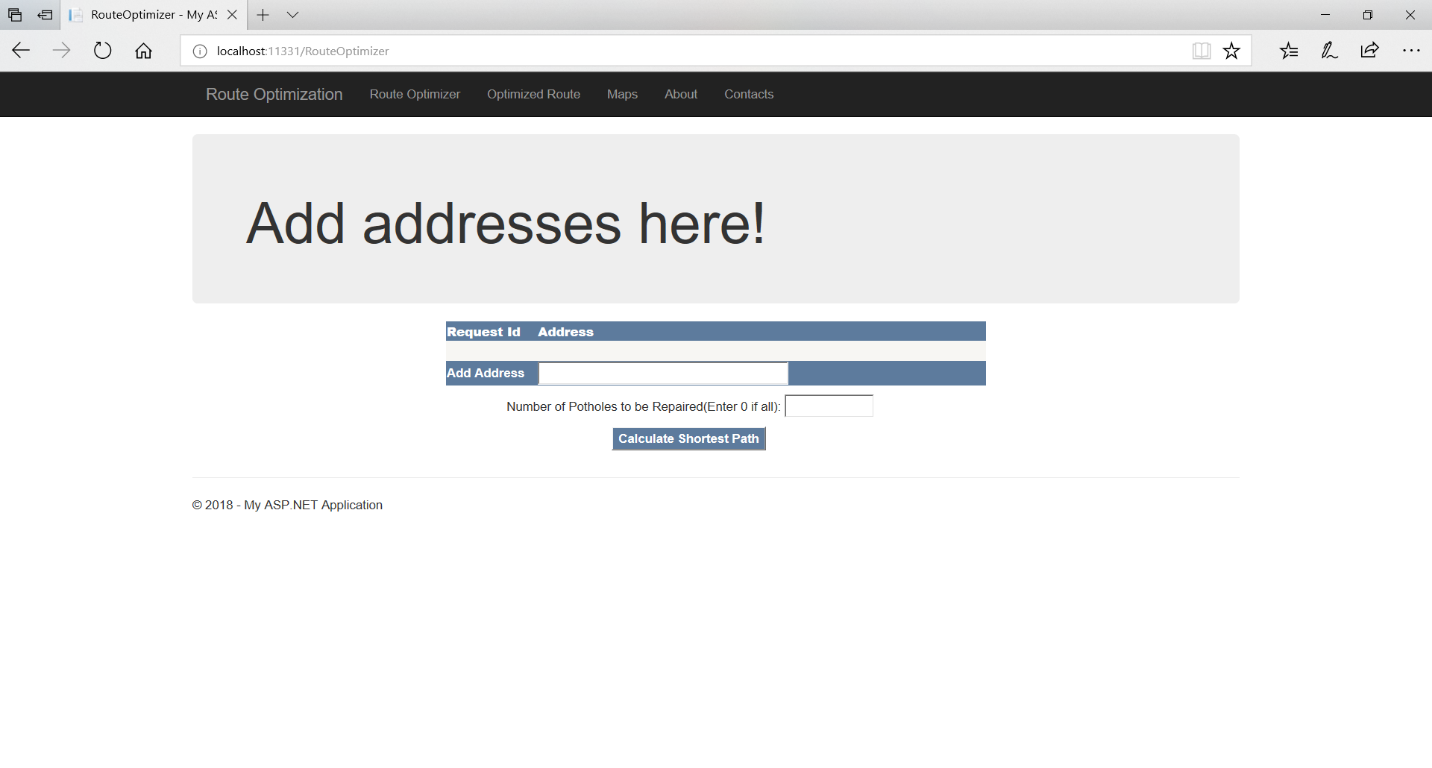 RouteOptimizer - My AS
localhost:11331/RouteOptimizer
Route Optimization Route Optimizer Optimized Route Maps About Contacts
Add addresses here!
Request Id Address
Add Address
Number of Potholes to be Repaired(Enter 0 if all):
Calculate Shortest Path
© 2018 - My ASP.NET Application